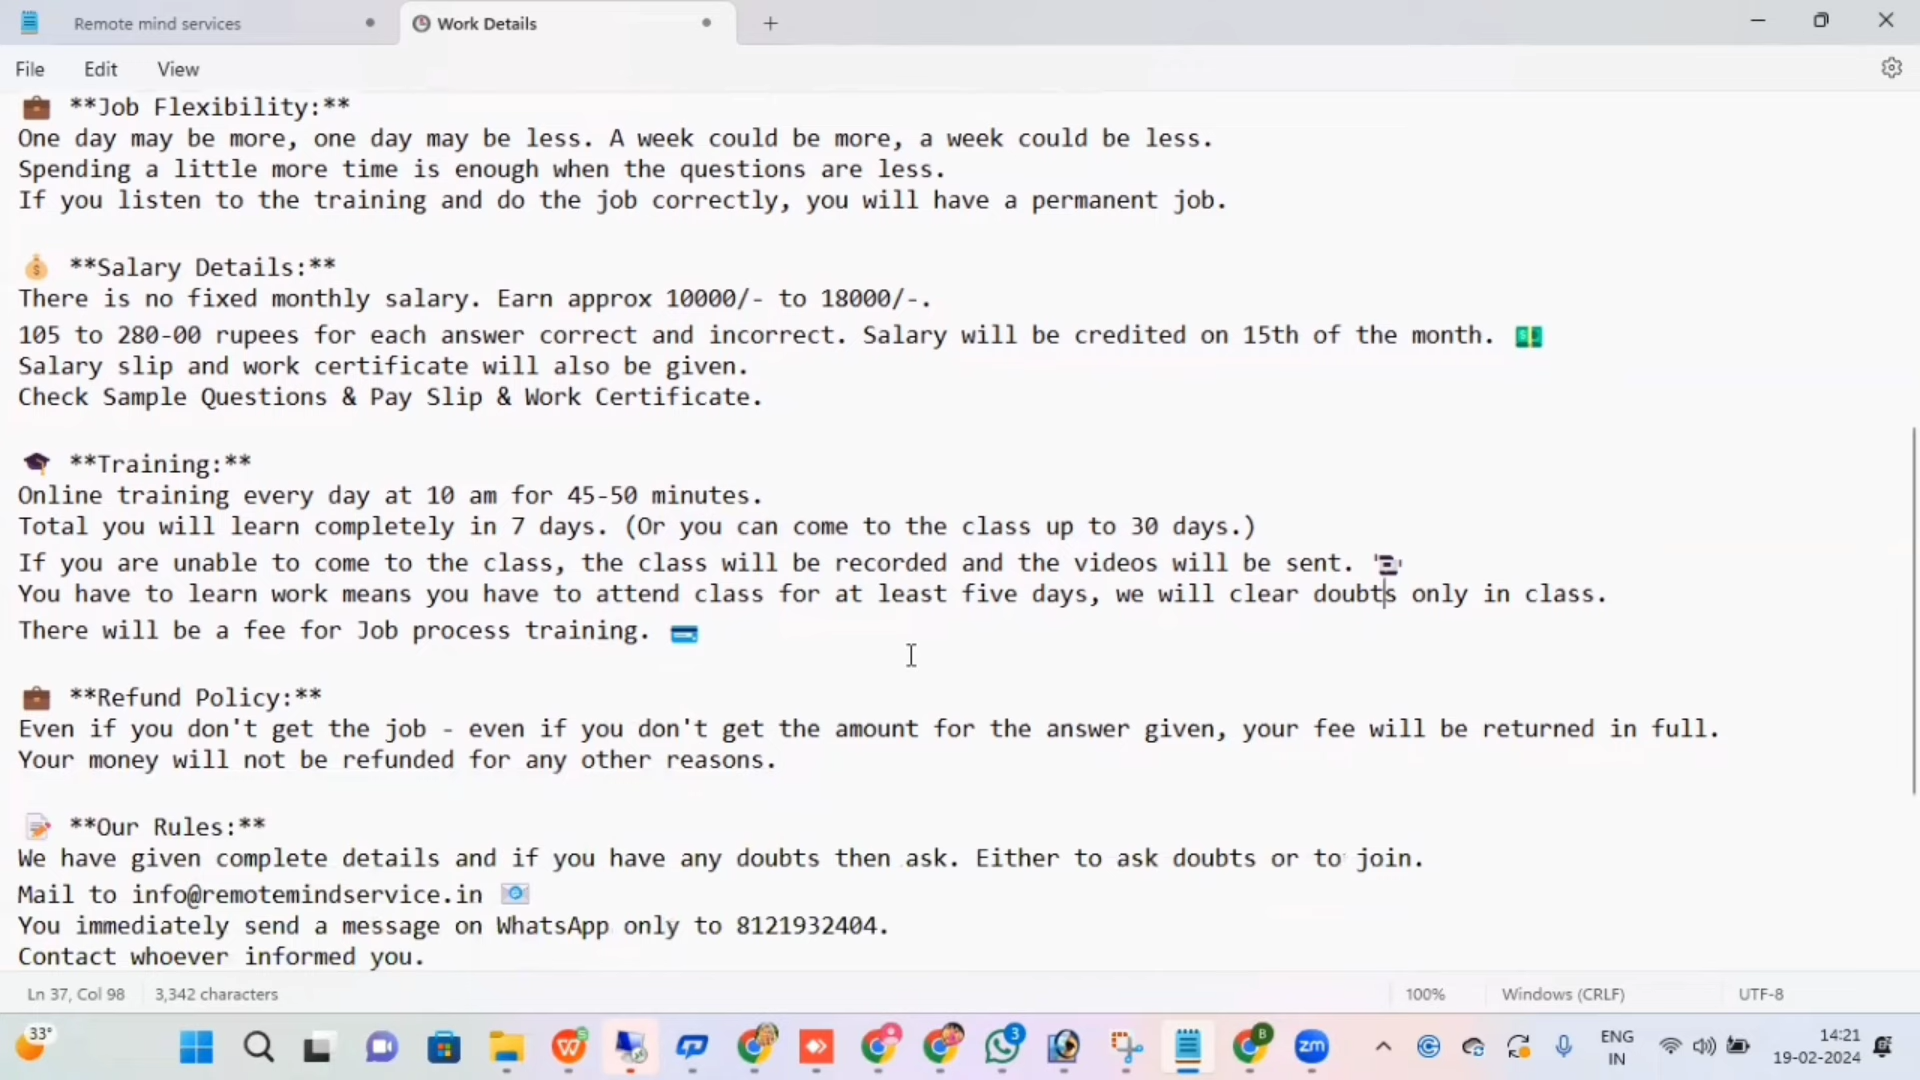 Remote mind services
Work Details
File Edit View
**Job Flexibility:**
One day may be more, one day may be less. A week could be more, a week could be less.
Spending a little more time is enough when the questions are less.
If you listen to the training and do the job correctly, you will have a permanent job.
**Salary Details:**
There is no fixed monthly salary. Earn approx 10000/- to 18000/-.
105 to 280-00 rupees for each answer correct and incorrect. Salary will be credited on 15th of the month.
Salary slip and work certificate will also be given.
Check Sample Questions & Pay Slip & Work Certificate.
**Training:**
Online training every day at 10 am for 45-50 minutes.
Total you will learn completely in 7 days. (Or you can come to the class up to 30 days.)
If you are unable to come to the class, the class will be recorded and the videos will be sent.
You have to learn work means you have to attend class for at least five days, we will clear doubts only in class.
There will be a fee for Job process training.
**Refund Policy:**
Even if you don't get the job - even if you don't get the amount for the answer given, your fee will be returned in full.
Your money will not be refunded for any other reasons.
**Our Rules:**
We have given complete details and if you have any doubts then ask. Either to ask doubts or to join.
Mail to info@remotemindservice.in
You immediately send a message on WhatsApp only to 8121932404.
Contact whoever informed you.
Ln 37, Col 98 3,342 characters 100% Windows (CRLF) UTF-8
33°
3
B
zm
ENG
IN
14:21
19-02-2024